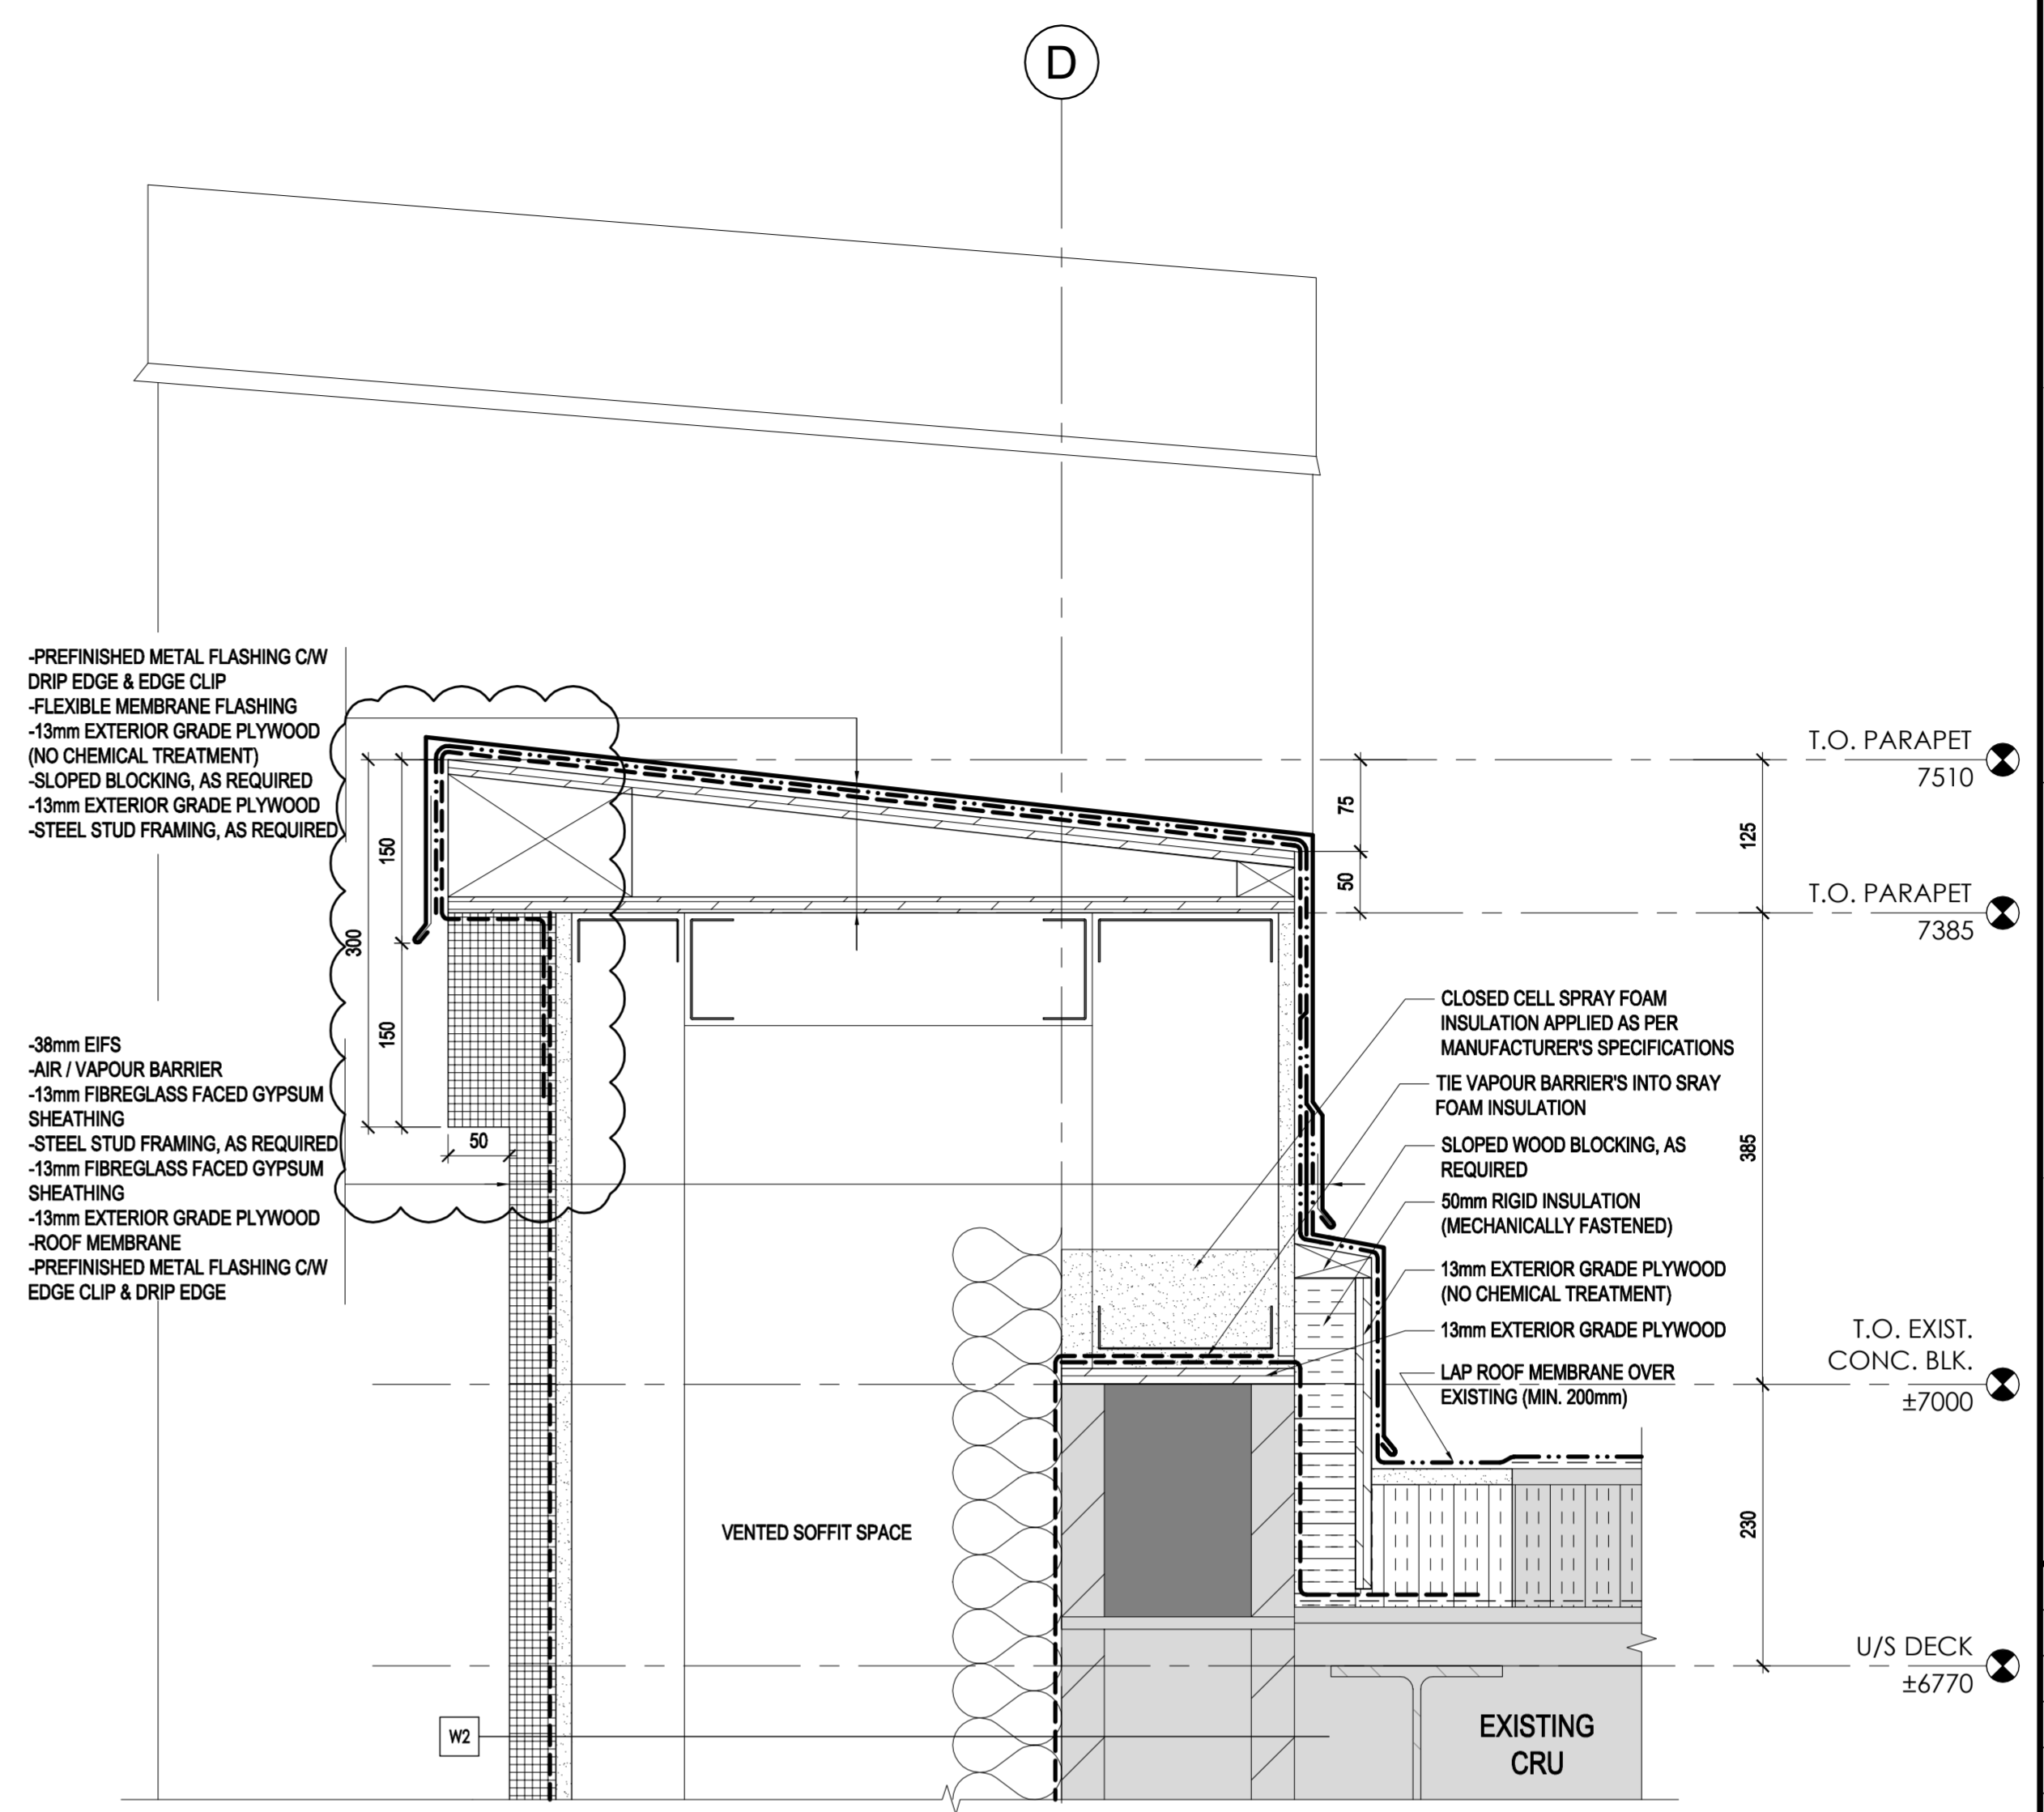 D
-PREFINISHED METAL FLASHING C/W
DRIP EDGE & EDGE CLIP
-FLEXIBLE MEMBRANE FLASHING
-13mm EXTERIOR GRADE PLYWOOD
(NO CHEMICAL TREATMENT)
-SLOPED BLOCKING, AS REQUIRED
-13mm EXTERIOR GRADE PLYWOOD
-STEEL STUD FRAMING, AS REQUIRED
150
300
150
50
-38mm EIFS
-AIR / VAPOUR BARRIER
-13mm FIBREGLASS FACED GYPSUM
SHEATHING
-STEEL STUD FRAMING, AS REQUIRED
-13mm FIBREGLASS FACED GYPSUM
SHEATHING
-13mm EXTERIOR GRADE PLYWOOD
-ROOF MEMBRANE
-PREFINISHED METAL FLASHING C/W
EDGE CLIP & DRIP EDGE
75
50
125
385
230
T.O. PARAPET
7510
T.O. PARAPET
7385
CLOSED CELL SPRAY FOAM
INSULATION APPLIED AS PER
MANUFACTURER'S SPECIFICATIONS
TIE VAPOUR BARRIER'S INTO SRAY
FOAM INSULATION
SLOPED WOOD BLOCKING, AS
REQUIRED
50mm RIGID INSULATION
(MECHANICALLY FASTENED)
13mm EXTERIOR GRADE PLYWOOD
(NO CHEMICAL TREATMENT)
13mm EXTERIOR GRADE PLYWOOD
LAP ROOF MEMBRANE OVER
EXISTING (MIN. 200mm)
T.O. EXIST.
CONC. BLK.
±7000
VENTED SOFFIT SPACE
U/S DECK
±6770
W2
EXISTING
CRU